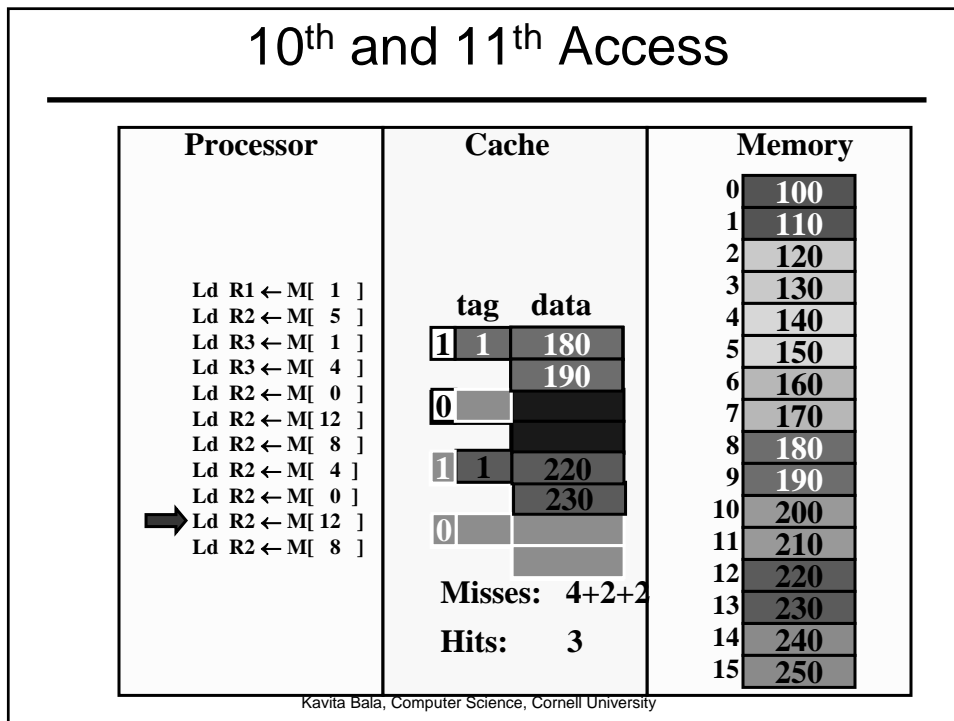 10th and 11th Access
Processor
Ld R1 ← M[ 1 ]
Ld R2 ← M[ 5 ]
Ld R3 ← M[ 1 ]
Ld R3 ← M[ 4 ]
Ld R2 ← M[ 0 ]
Ld R2 ← M[ 12 ]
Ld R2 ← M[ 8 ]
Ld R2 ← M[ 4 ]
Ld R2 ← M[ 0 ]
Ld R2 ← M[ 12 ]
Ld R2 ← M[ 8 ]
Cache
tag data
1 1 180
190
0
1 1 220
230
0
Misses: 4+2+2
Hits: 3
Memory
0 100
1 110
2 120
3 130
4 140
5 150
6 160
7 170
8 180
9 190
10 200
11 210
12 220
13 230
14 240
15 250
Kavita Bala, Computer Science, Cornell University